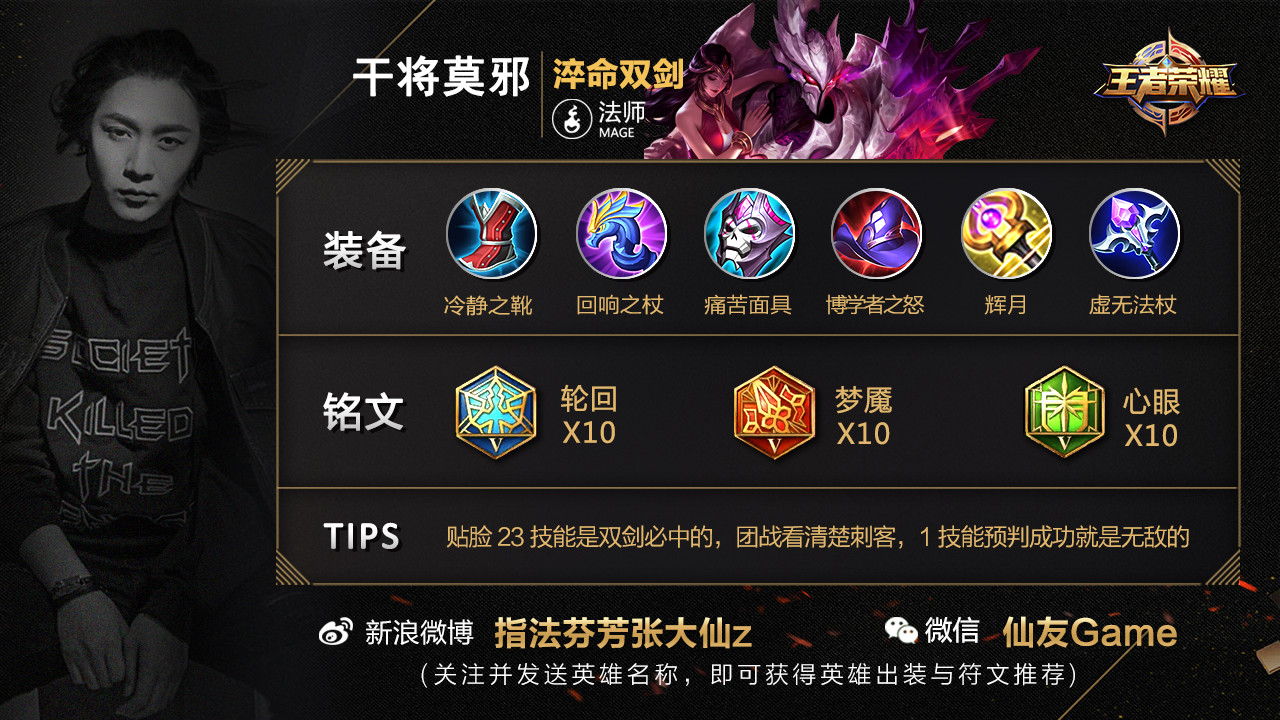 干将莫邪
淬命双剑
法师
MAGE
王者荣耀
装备
冷静之靴 回响之杖 痛苦面具 博学者之怒 辉月 虚无法杖
铭文
轮回
X10
梦魇
X10
心眼
X10
V V V
TIPS
贴脸 23 技能是双剑必中的，团战看清楚刺客，1 技能预判成功就是无敌的
SOCIET
KILLED
THE
新浪微博 指法芬芳张大仙z
微信 仙友Game
(关注并发送英雄名称，即可获得英雄出装与符文推荐)